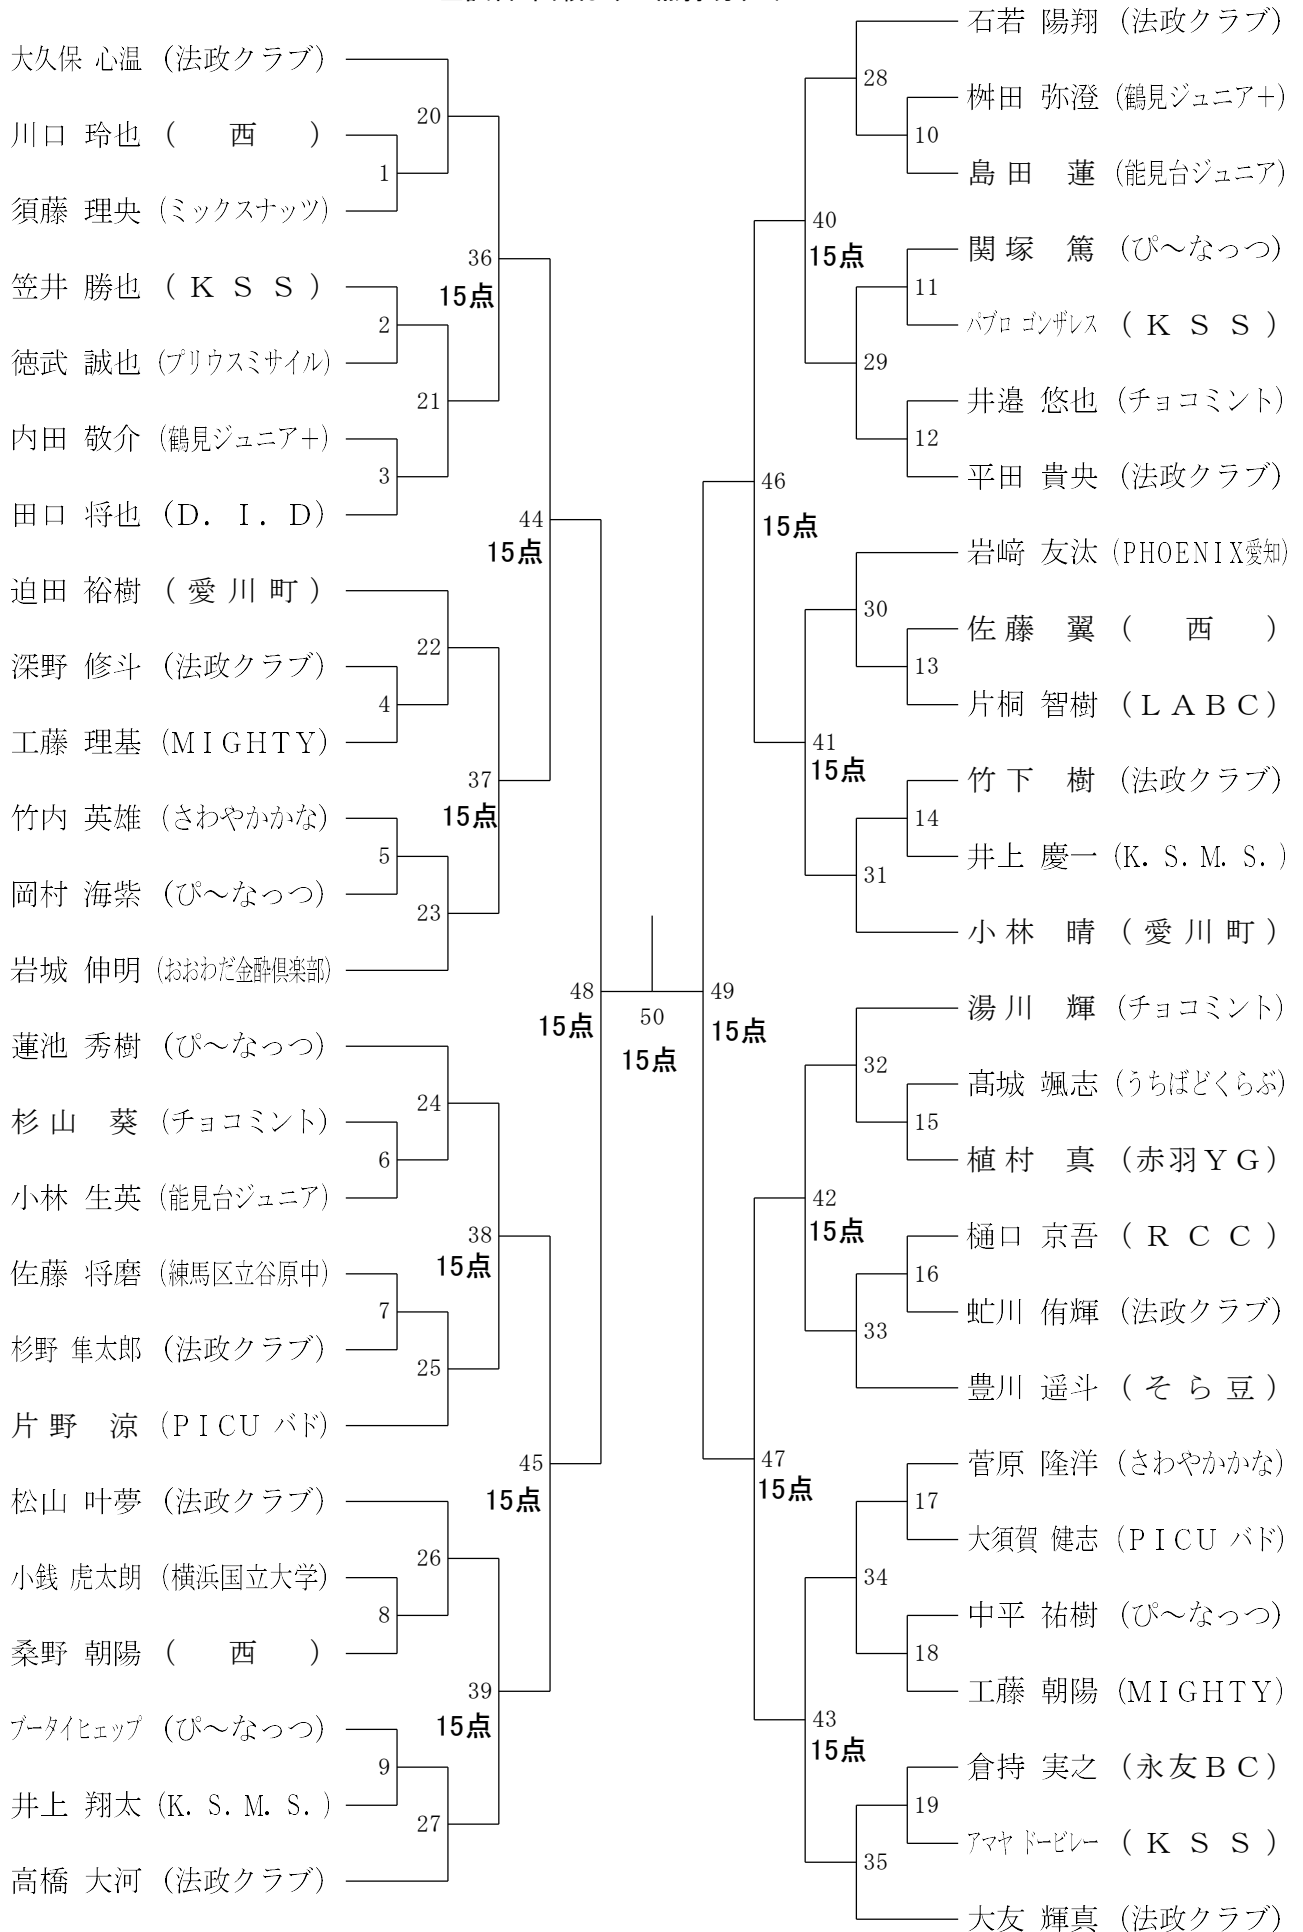 大久保 心温 (法政クラブ)
20
川口 玲也 (　西　)
1
須藤 理央 (ミックスナッツ)
36
15点
笠井 勝也 (ＫＳＳ)
2
徳武 誠也 (プリウスミサイル)
21
内田 敬介 (鶴見ジュニア＋)
3
田口 将也 (Ｄ．Ｉ．Ｄ)
44
15点
迫田 裕樹 (愛川町)
22
深野 修斗 (法政クラブ)
4
工藤 理基 (ＭＩＧＨＴＹ)
37
15点
竹内 英雄 (さわやかかな)
5
岡村 海紫 (ぴ～なっつ)
23
岩城 伸明 (おおわだ金酔倶楽部)
48
15点
蓮池 秀樹 (ぴ～なっつ)
24
杉山　葵 (チョコミント)
6
小林 生英 (能見台ジュニア)
38
15点
佐藤 将磨 (練馬区立谷原中)
7
杉野 隼太郎 (法政クラブ)
25
片野　涼 (ＰＩＣＵ バド)
45
15点
松山 叶夢 (法政クラブ)
26
小銭 虎太朗 (横浜国立大学)
8
桑野 朝陽 (　西　)
39
15点
ブータイヒェップ (ぴ～なっつ)
9
井上 翔太 (K. S. M. S.)
27
高橋 大河 (法政クラブ)
50
15点
石若 陽翔 (法政クラブ)
28
桝田 弥澄 (鶴見ジュニア＋)
10
島田　蓮 (能見台ジュニア)
40
15点
関塚　篤 (ぴ～なっつ)
11
パブロ ゴンザレス (ＫＳＳ)
29
井邉 悠也 (チョコミント)
12
平田 貴央 (法政クラブ)
46
15点
岩﨑 友汰 (PHOENIX愛知)
30
佐藤　翼 (　西　)
13
片桐 智樹 (ＬＡＢＣ)
41
15点
竹下　樹 (法政クラブ)
14
井上 慶一 (K. S. M. S.)
31
小林　晴 (愛川町)
49
15点
湯川　輝 (チョコミント)
32
髙城 颯志 (うちばどくらぶ)
15
植村　真 (赤羽ＹＧ)
42
15点
樋口 京吾 (ＲＣＣ)
16
虻川 侑輝 (法政クラブ)
33
豊川 遥斗 (そら豆)
47
15点
菅原 隆洋 (さわやかかな)
17
大須賀 健志 (ＰＩＣＵ バド)
34
中平 祐樹 (ぴ～なっつ)
18
工藤 朝陽 (ＭＩＧＨＴＹ)
43
15点
倉持 実之 (永友ＢＣ)
19
アマヤ ドービレー (ＫＳＳ)
35
大友 輝真 (法政クラブ)